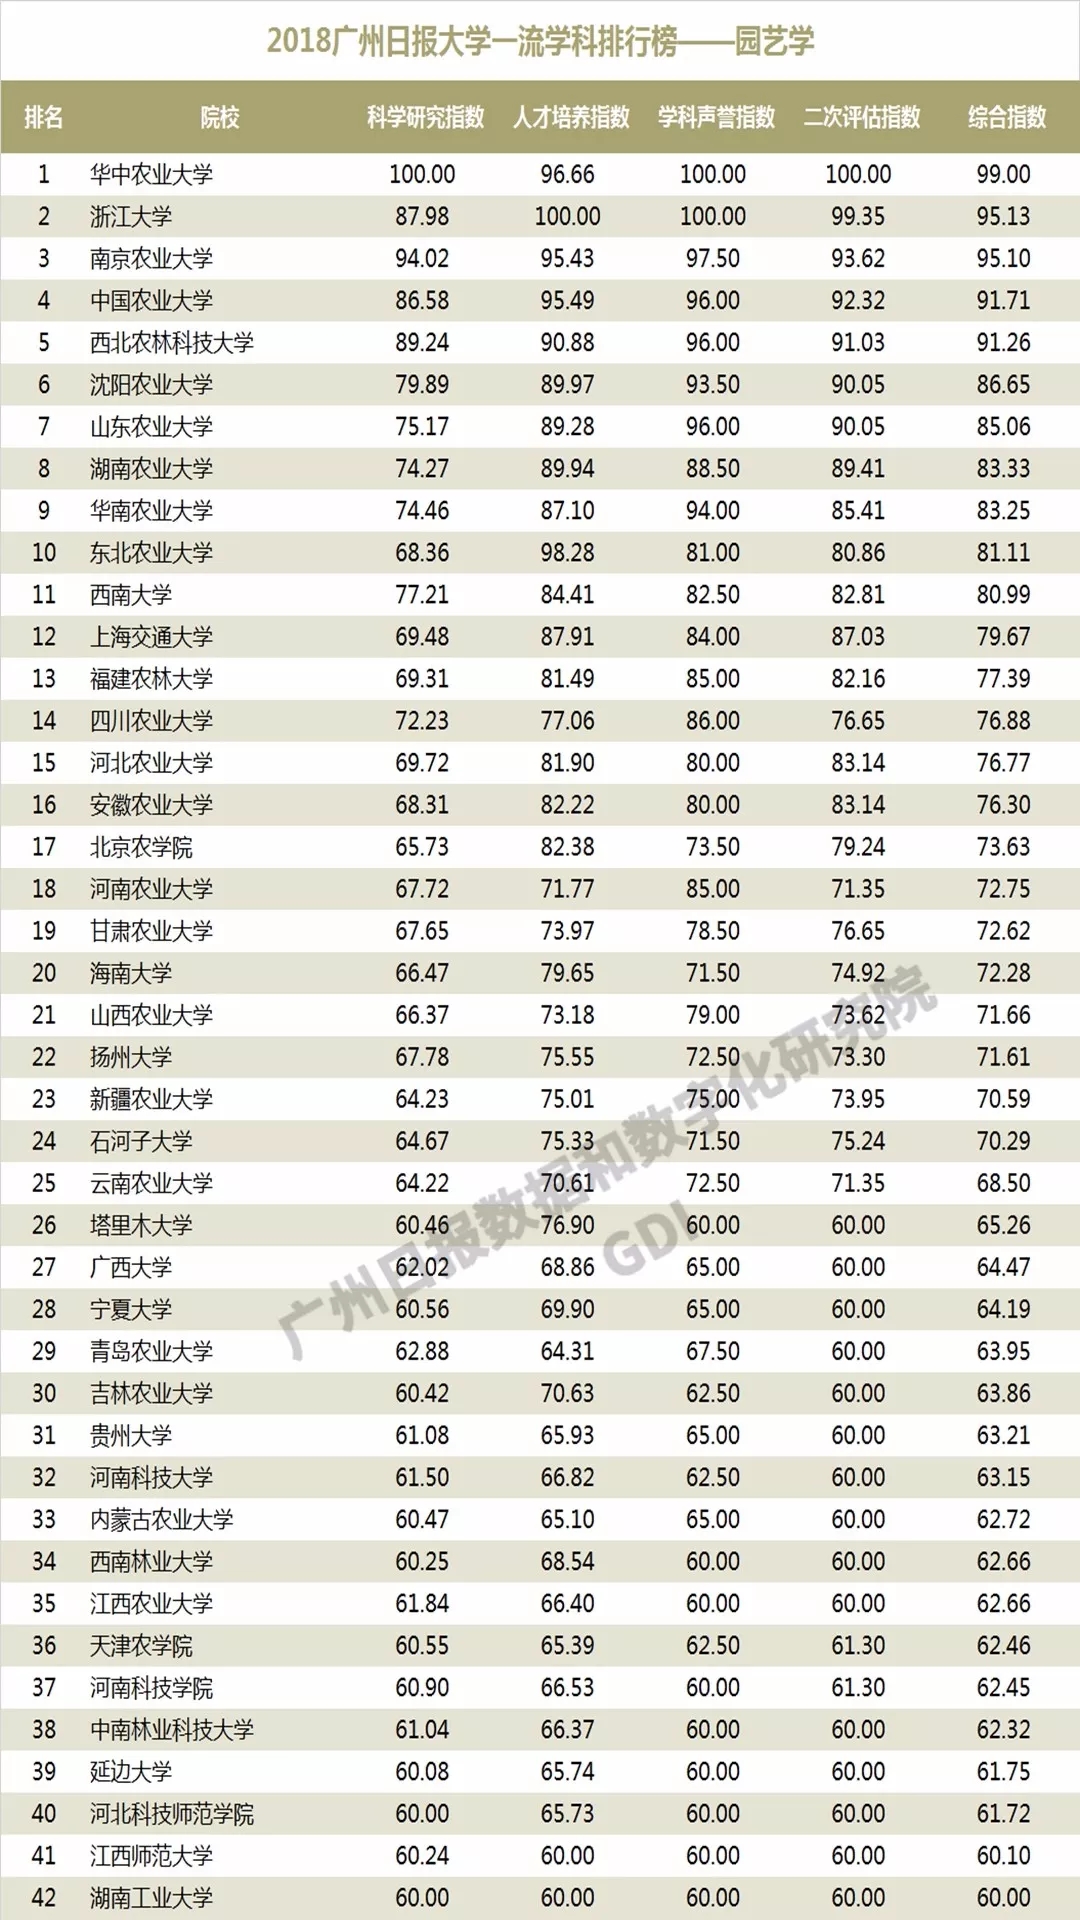 2018广州日报大学一流学科排行榜——园艺学
排名 院校 科学研究指数 人才培养指数 学科声誉指数 二次评估指数 综合指数
1 华中农业大学 100.00 96.66 100.00 100.00 99.00
2 浙江大学 87.98 100.00 100.00 99.35 95.13
3 南京农业大学 94.02 95.43 97.50 93.62 95.10
4 中国农业大学 86.58 95.49 96.00 92.32 91.71
5 西北农林科技大学 89.24 90.88 96.00 91.03 91.26
6 沈阳农业大学 79.89 89.97 93.50 90.05 86.65
7 山东农业大学 75.17 89.28 96.00 90.05 85.06
8 湖南农业大学 74.27 89.94 88.50 89.41 83.33
9 华南农业大学 74.46 87.10 94.00 85.41 83.25
10 东北农业大学 68.36 98.28 81.00 80.86 81.11
11 西南大学 77.21 84.41 82.50 82.81 80.99
12 上海交通大学 69.48 87.91 84.00 87.03 79.67
13 福建农林大学 69.31 81.49 85.00 82.16 77.39
14 四川农业大学 72.23 77.06 86.00 76.65 76.88
15 河北农业大学 69.72 81.90 80.00 83.14 76.77
16 安徽农业大学 68.31 82.22 80.00 83.14 76.30
17 北京农学院 65.73 82.38 73.50 79.24 73.63
18 河南农业大学 67.72 71.77 85.00 71.35 72.75
19 甘肃农业大学 67.65 73.97 78.50 76.65 72.62
20 海南大学 66.47 79.65 71.50 74.92 72.28
21 山西农业大学 66.37 73.18 79.00 73.62 71.66
22 扬州大学 67.78 75.55 72.50 73.30 71.61
23 新疆农业大学 64.23 75.01 75.00 73.95 70.59
24 石河子大学 64.67 75.33 71.50 75.24 70.29
25 云南农业大学 64.22 70.61 72.50 71.35 68.50
26 塔里木大学 60.46 76.90 60.00 60.00 65.26
27 广西大学 62.02 68.86 65.00 60.00 64.47
28 宁夏大学 60.56 69.90 65.00 60.00 64.19
29 青岛农业大学 62.88 64.31 67.50 60.00 63.95
30 吉林农业大学 60.42 70.63 62.50 60.00 63.86
31 贵州大学 61.08 65.93 65.00 60.00 63.21
32 河南科技大学 61.50 66.82 62.50 60.00 63.15
33 内蒙古农业大学 60.47 65.10 65.00 60.00 62.72
34 西南林业大学 60.25 68.54 60.00 60.00 62.66
35 江西农业大学 61.84 66.40 60.00 60.00 62.66
36 天津农学院 60.55 65.39 62.50 61.30 62.46
37 河南科技学院 60.90 66.53 60.00 61.30 62.45
38 中南林业科技大学 61.04 66.37 60.00 60.00 62.32
39 延边大学 60.08 65.74 60.00 60.00 61.75
40 河北科技师范学院 60.00 65.73 60.00 60.00 61.72
41 江西师范大学 60.24 60.00 60.00 60.00 60.10
42 湖南工业大学 60.00 60.00 60.00 60.00 60.00
广州日报数据和数字化研究院
GDI